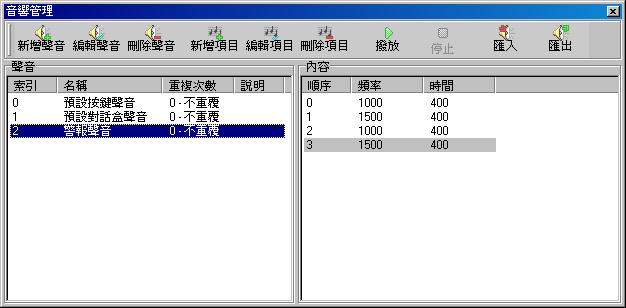 音響管理
新增聲音 編輯聲音 刪除聲音 新增項目 編輯項目 刪除項目 撥放 停止 匯入 匯出
聲音
索引 名稱 重複次數 說明
0 預設按鍵聲音 0 - 不重覆
1 預設對話盒聲音 0 - 不重覆
2 警報聲音 0 - 不重覆
內容
順序 頻率 時間
0 1000 400
1 1500 400
2 1000 400
3 1500 400